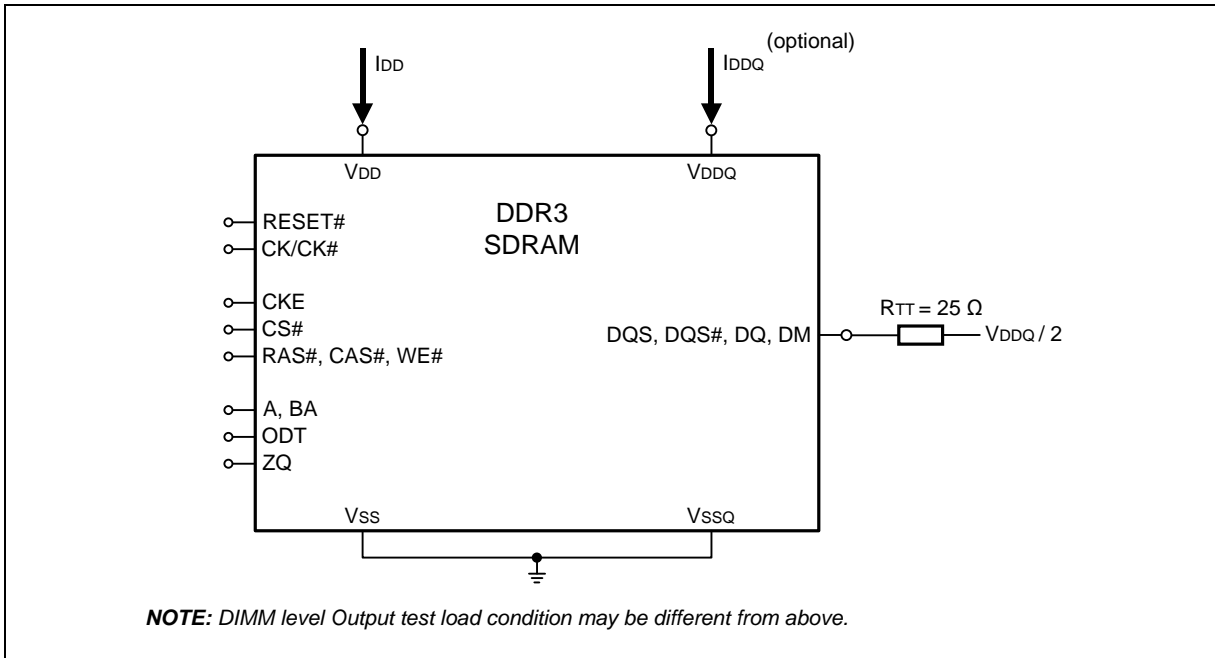 (optional)
IDD
IDDQ
VDD
VDDQ
DDR3
SDRAM
RESET#
CK/CK#
CKE
CS#
RAS#, CAS#, WE#
A, BA
ODT
ZQ
DQS, DQS#, DQ, DM
RTT = 25 Ω
VDDQ / 2
VSS
VSSQ
NOTE: DIMM level Output test load condition may be different from above.